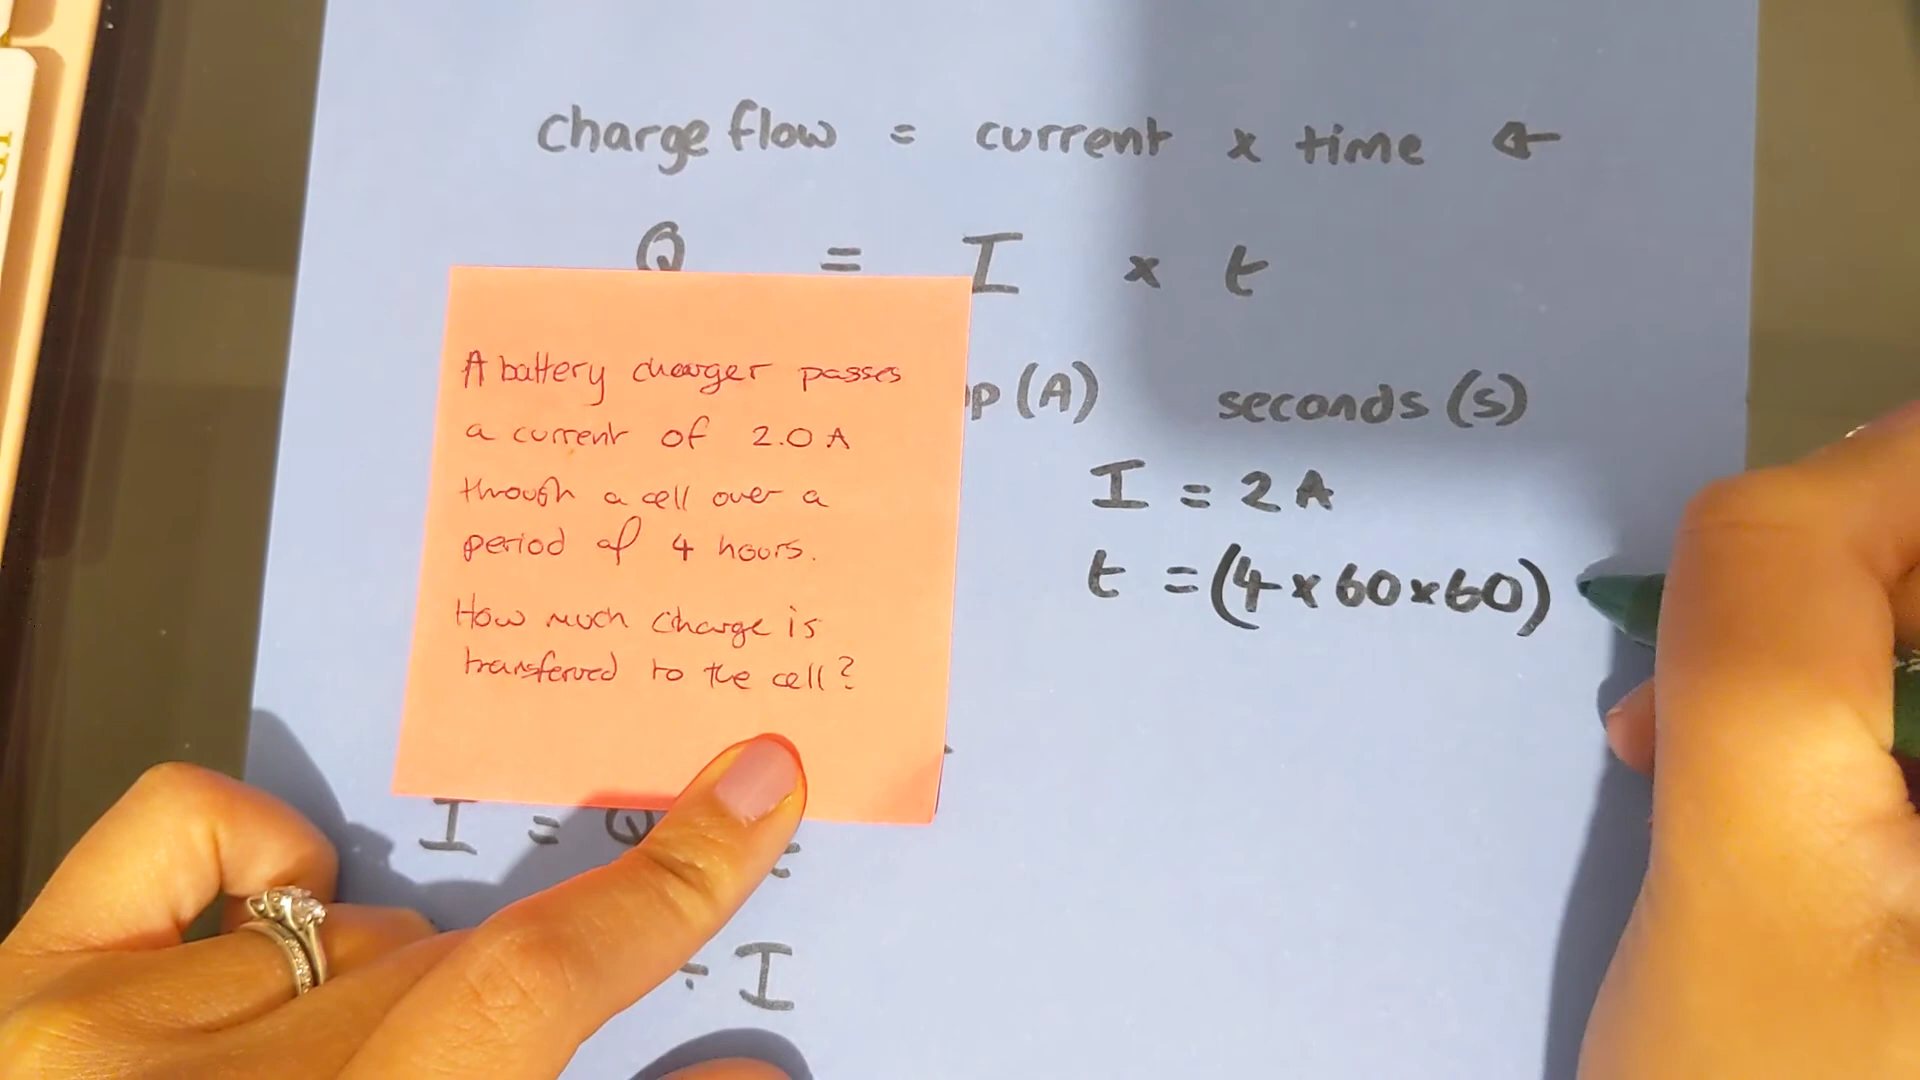 charge flow = current x time ←
Q = I x t
A battery charger passes
a current of 2.0 A
through a cell over a
period of 4 hours.
How much charge is
transferred to the cell?
p (A) seconds (s)
I = 2 A
t = (4 x 60 x 60)
I = Q
=
÷ I